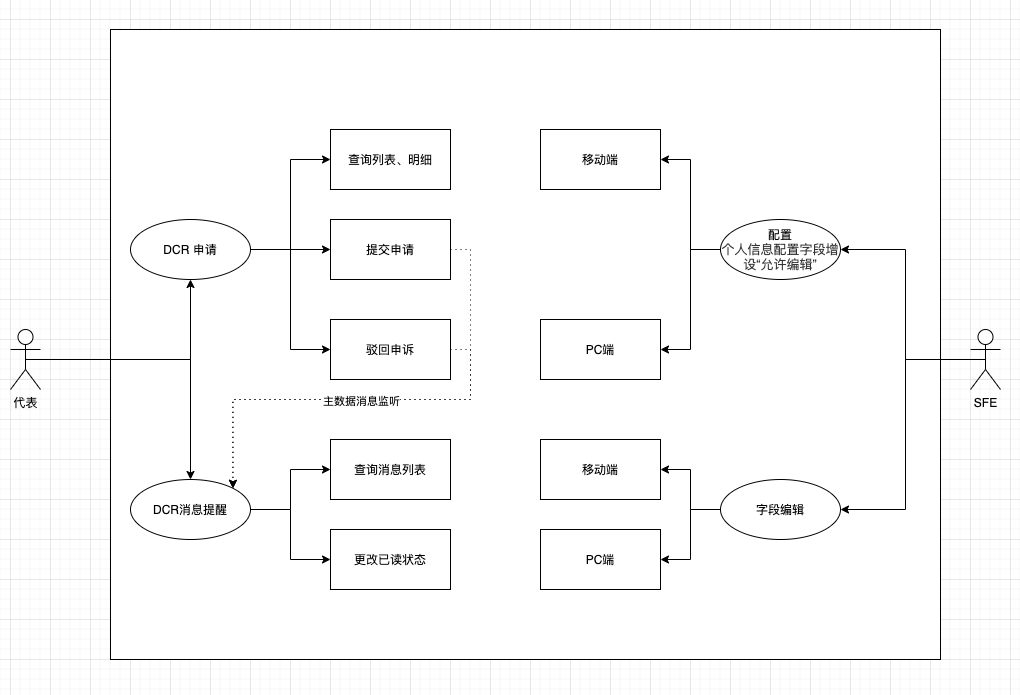 查询列表、明细
移动端
DCR 申请
提交申请
配置
个人信息配置字段增
设“允许编辑”
驳回申诉
PC端
代表
主数据消息监听
SFE
查询消息列表
移动端
DCR消息提醒
字段编辑
更改已读状态
PC端